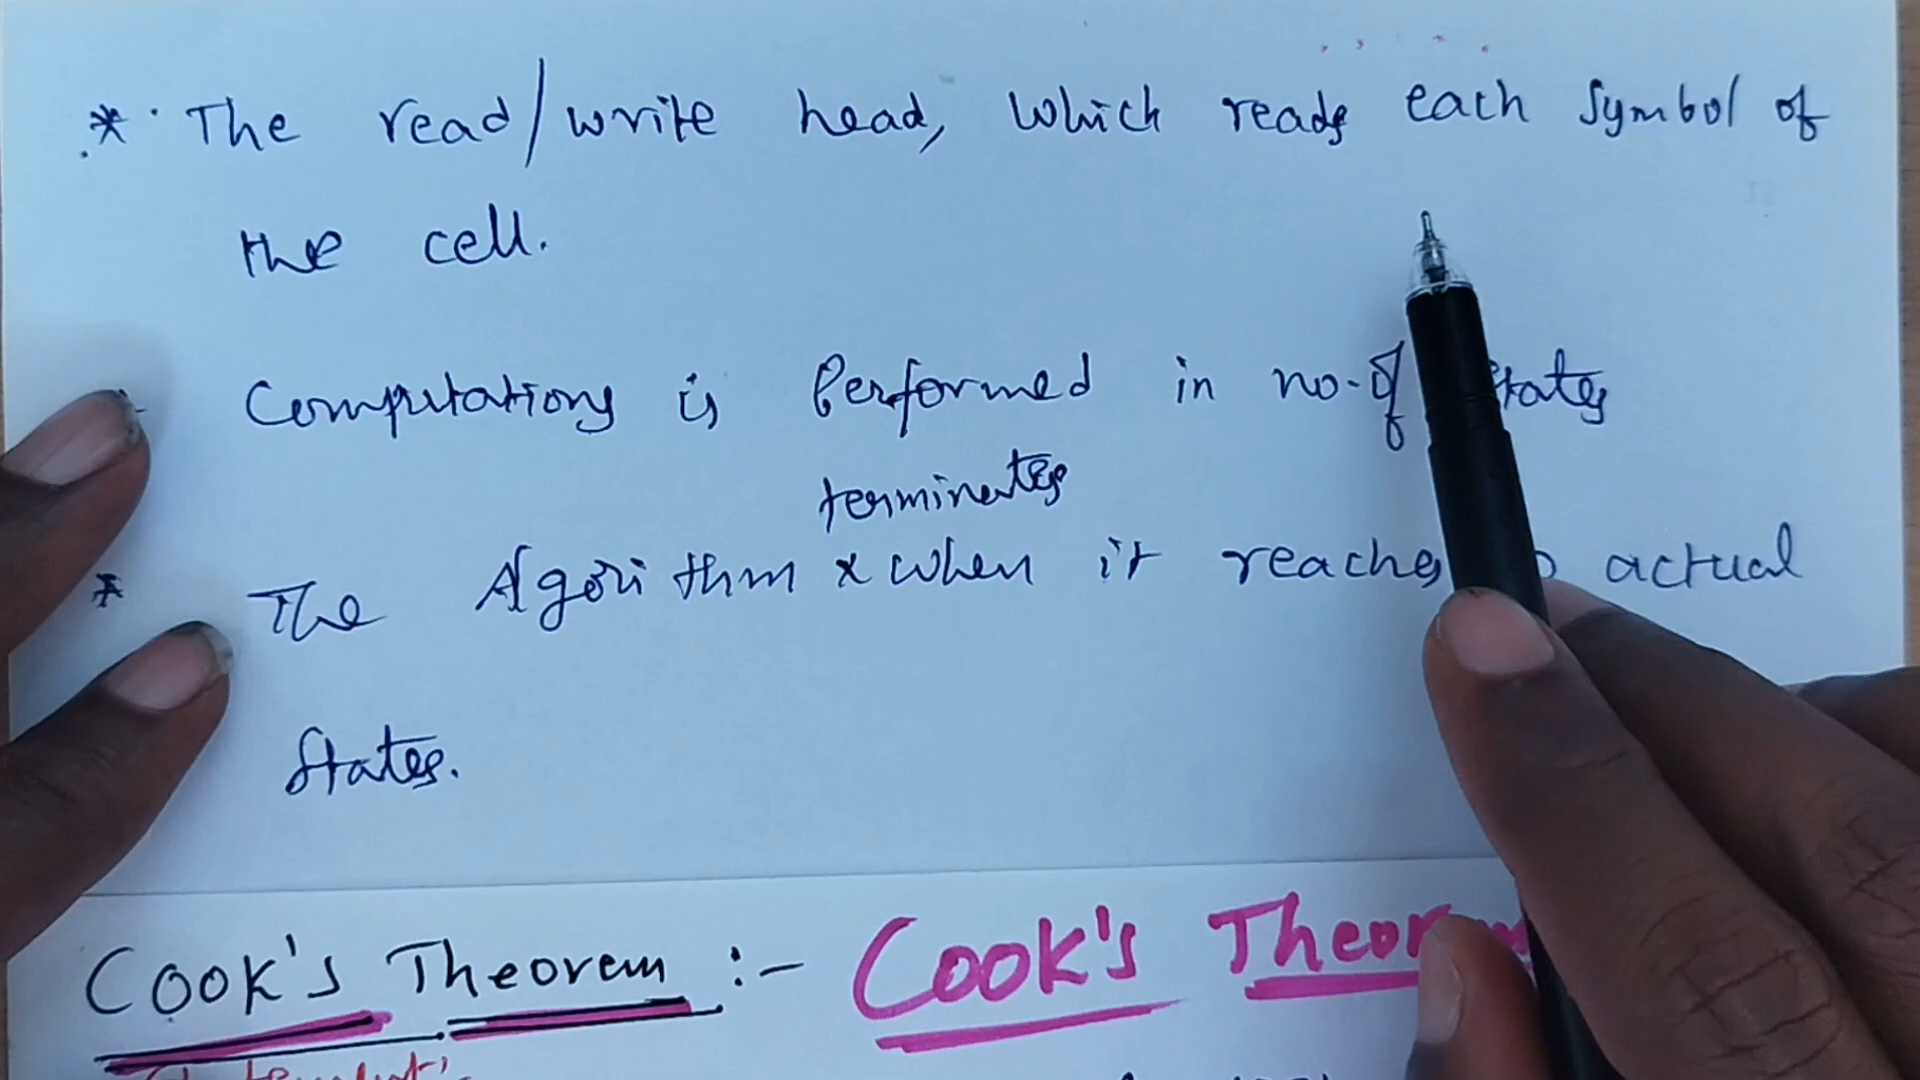 * The read/write head, which reads each symbol of
the cell.
Computations is Performed in no. of states
terminates
* The Algorithm x when it reaches actual
states.
Cook's Theorem :- Cook's Theorem